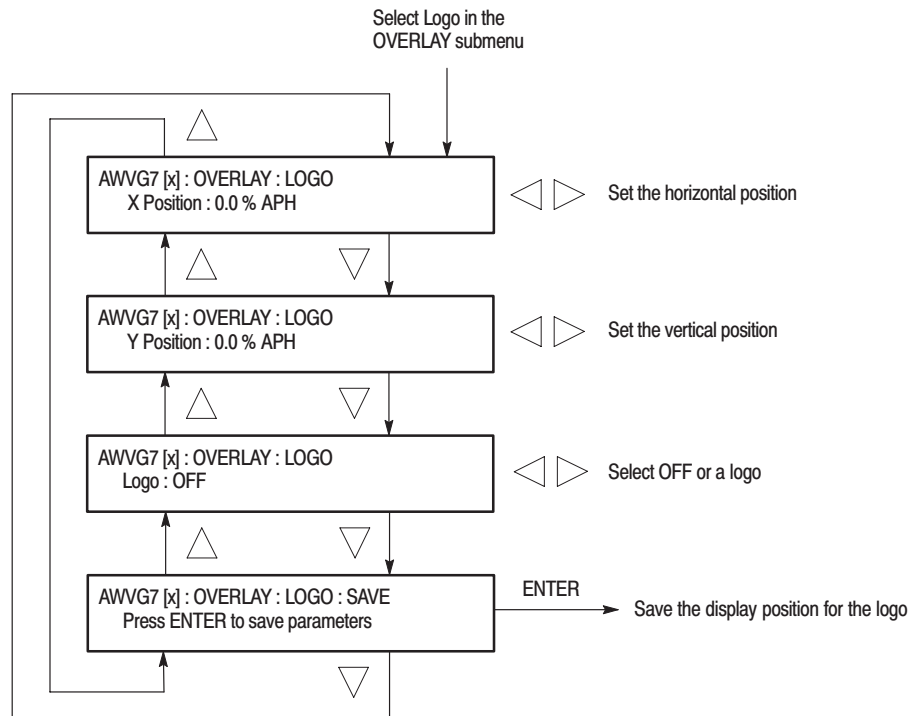 Select Logo in the
OVERLAY submenu
AWVG7 [x] : OVERLAY : LOGO
X Position : 0.0 % APH
Set the horizontal position
AWVG7 [x] : OVERLAY : LOGO
Y Position : 0.0 % APH
Set the vertical position
AWVG7 [x] : OVERLAY : LOGO
Logo : OFF
Select OFF or a logo
AWVG7 [x] : OVERLAY : LOGO : SAVE
Press ENTER to save parameters
ENTER
Save the display position for the logo